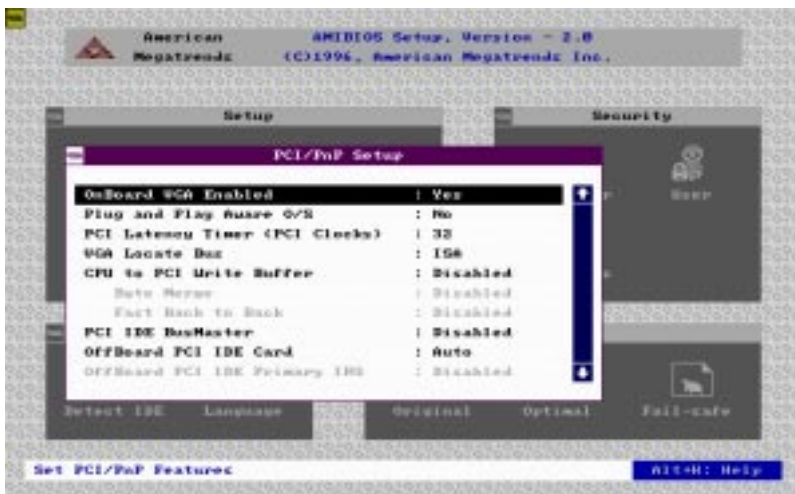 American AMIBIOS Setup, Version - 2.0
Megatrends (C)1996, American Megatrends Inc.
Setup
Security
PCI/PnP Setup
OnBoard VGA Enabled : Yes
Plug and Play Aware O/S : No
PCI Latency Timer (PCI Clocks) : 32
VGA Locate Bus : ISA
CPU to PCI Write Buffer : Disabled
Byte Merge : Disabled
Fast Back to Back : Disabled
PCI IDE BusMaster : Disabled
OffBoard PCI IDE Card : Auto
OffBoard PCI IDE Primary IRQ : Disabled
User
Detect IDE Language
Original Optimal Fail-safe
Set PCI/PnP Features
Alt+H: Help